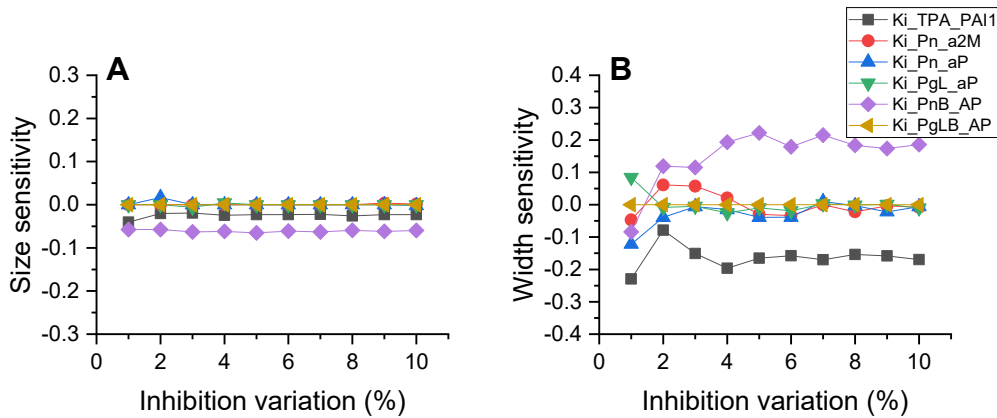 A
0.3
0.2
0.1
0.0
-0.1
-0.2
-0.3
Size sensitivity
0 2 4 6 8 10
Inhibition variation (%)
B
0.4
0.3
0.2
0.1
0.0
-0.1
-0.2
-0.3
-0.4
Width sensitivity
0 2 4 6 8 10
Inhibition variation (%)
Ki_TPA_PAI1
Ki_Pn_a2M
Ki_Pn_aP
Ki_PgL_aP
Ki_PnB_AP
Ki_PgLB_AP